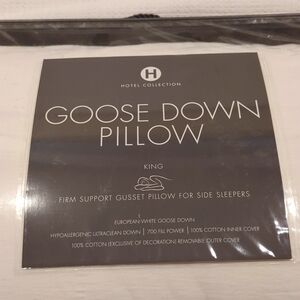 H
HOTEL COLLECTION
GOOSE DOWN
PILLOW
KING
FIRM SUPPORT GUSSET PILLOW FOR SIDE SLEEPERS
EUROPEAN WHITE GOOSE DOWN
HYPOALLERGENIC ULTRACLEAN DOWN | 700 FILL POWER | 100% COTTON INNER COVER
100% COTTON (EXCLUSIVE OF DECORATION) REMOVABLE OUTER COVER